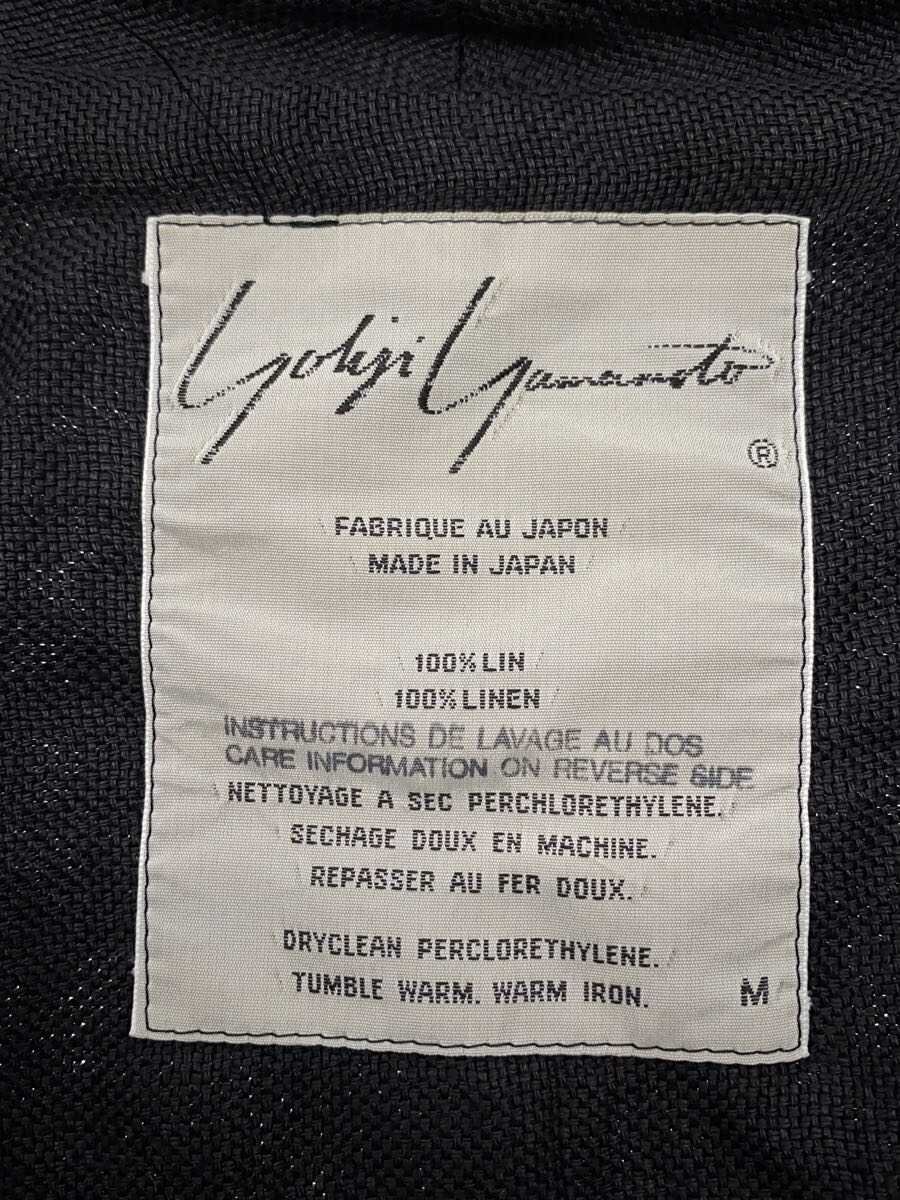 Yohji Yamamoto
®
FABRIQUE AU JAPON
MADE IN JAPAN
100% LIN
100% LINEN
INSTRUCTIONS DE LAVAGE AU DOS
CARE INFORMATION ON REVERSE SIDE
NETTOYAGE A SEC PERCHLORETHYLENE.
SECHAGE DOUX EN MACHINE.
REPASSER AU FER DOUX.
DRYCLEAN PERCLORETHYLENE.
TUMBLE WARM. WARM IRON. M